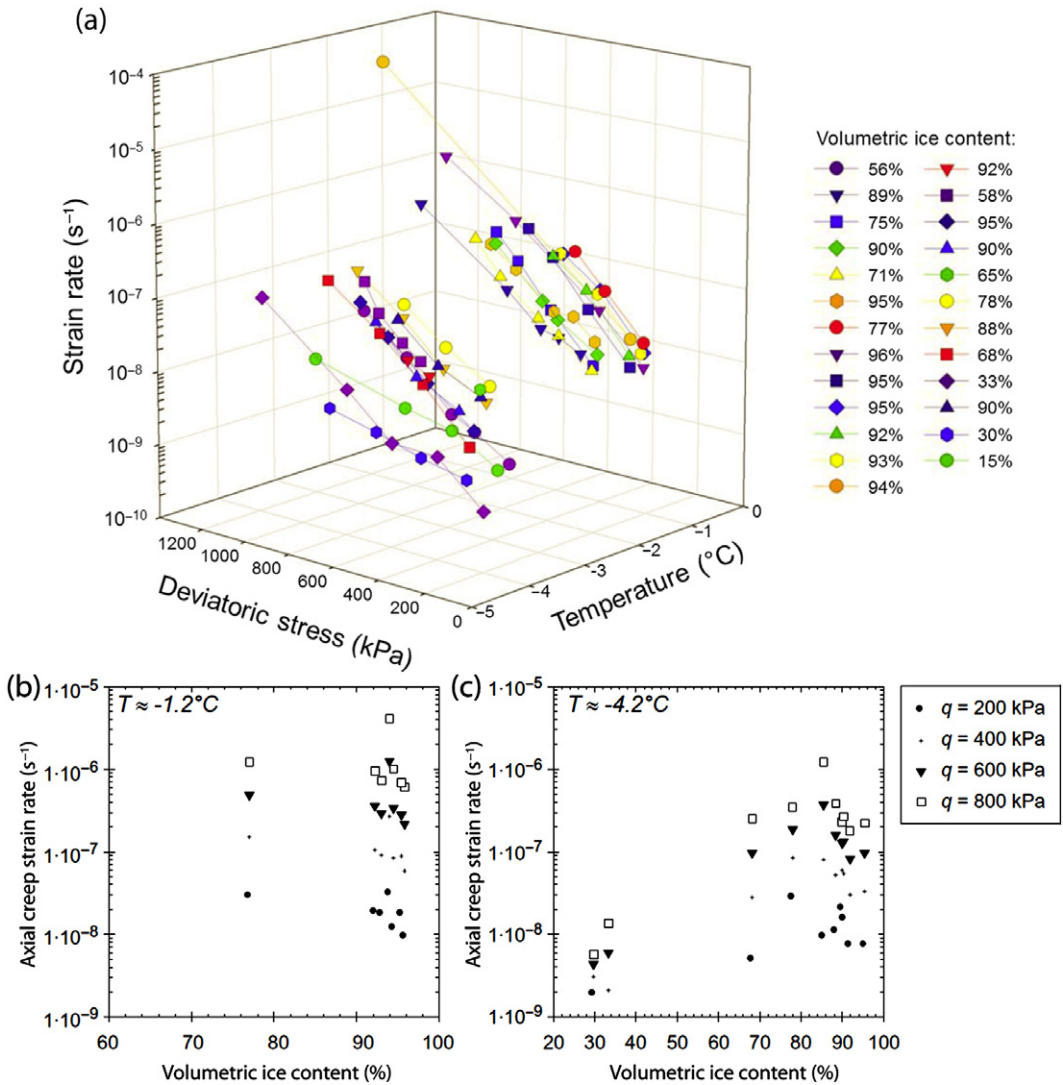 (a)
Strain rate (s⁻¹)
10⁻⁴
10⁻⁵
10⁻⁶
10⁻⁷
10⁻⁸
10⁻⁹
10⁻¹⁰
1200
1000
800
600
400
200
0
Deviatoric stress (kPa)
−5
−4
−3
−2
−1
0
Temperature (°C)
Volumetric ice content:
56% 92%
89% 58%
75% 95%
90% 90%
71% 65%
95% 78%
77% 88%
96% 68%
95% 33%
95% 90%
92% 30%
93% 15%
94%
(b)
T ≈ -1.2°C
Axial creep strain rate (s⁻¹)
1·10⁻⁵
1·10⁻⁶
1·10⁻⁷
1·10⁻⁸
1·10⁻⁹
60 70 80 90 100
Volumetric ice content (%)
(c)
T ≈ -4.2°C
Axial creep strain rate (s⁻¹)
1·10⁻⁵
1·10⁻⁶
1·10⁻⁷
1·10⁻⁸
1·10⁻⁹
20 30 40 50 60 70 80 90 100
Volumetric ice content (%)
q = 200 kPa
q = 400 kPa
q = 600 kPa
q = 800 kPa